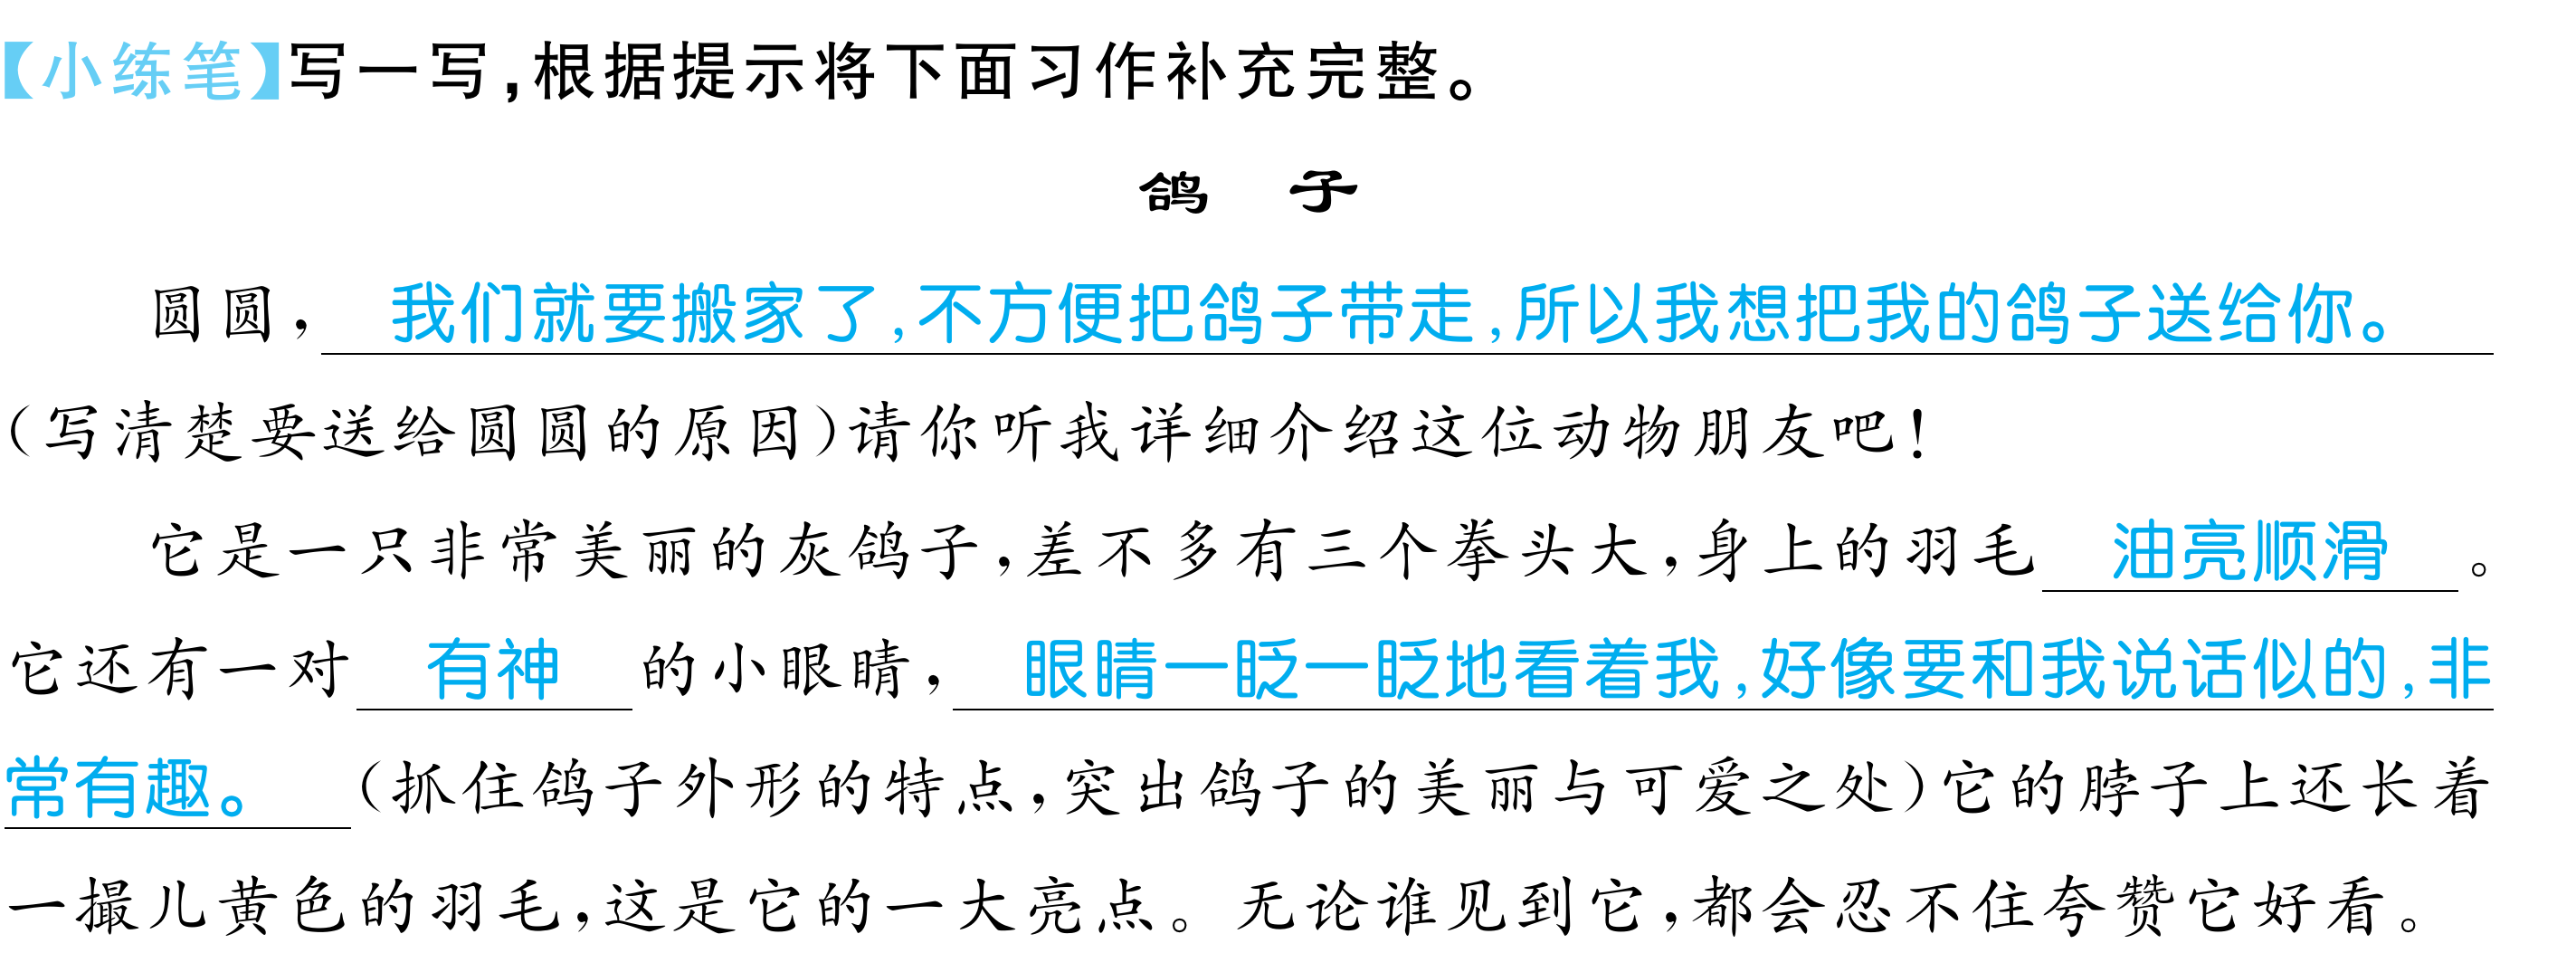 【小练笔】写一写,根据提示将下面习作补充完整。
鸽 子
圆圆,我们就要搬家了,不方便把鸽子带走,所以我想把我的鸽子送给你。
(写清楚要送给圆圆的原因)请你听我详细介绍这位动物朋友吧!
它是一只非常美丽的灰鸽子,差不多有三个拳头大,身上的羽毛 油亮顺滑 。
它还有一对 有神 的小眼睛, 眼睛一眨一眨地看着我,好像要和我说话似的,非
常有趣。 (抓住鸽子外形的特点,突出鸽子的美丽与可爱之处)它的脖子上还长着
一撮儿黄色的羽毛,这是它的一大亮点。无论谁见到它,都会忍不住夸赞它好看。